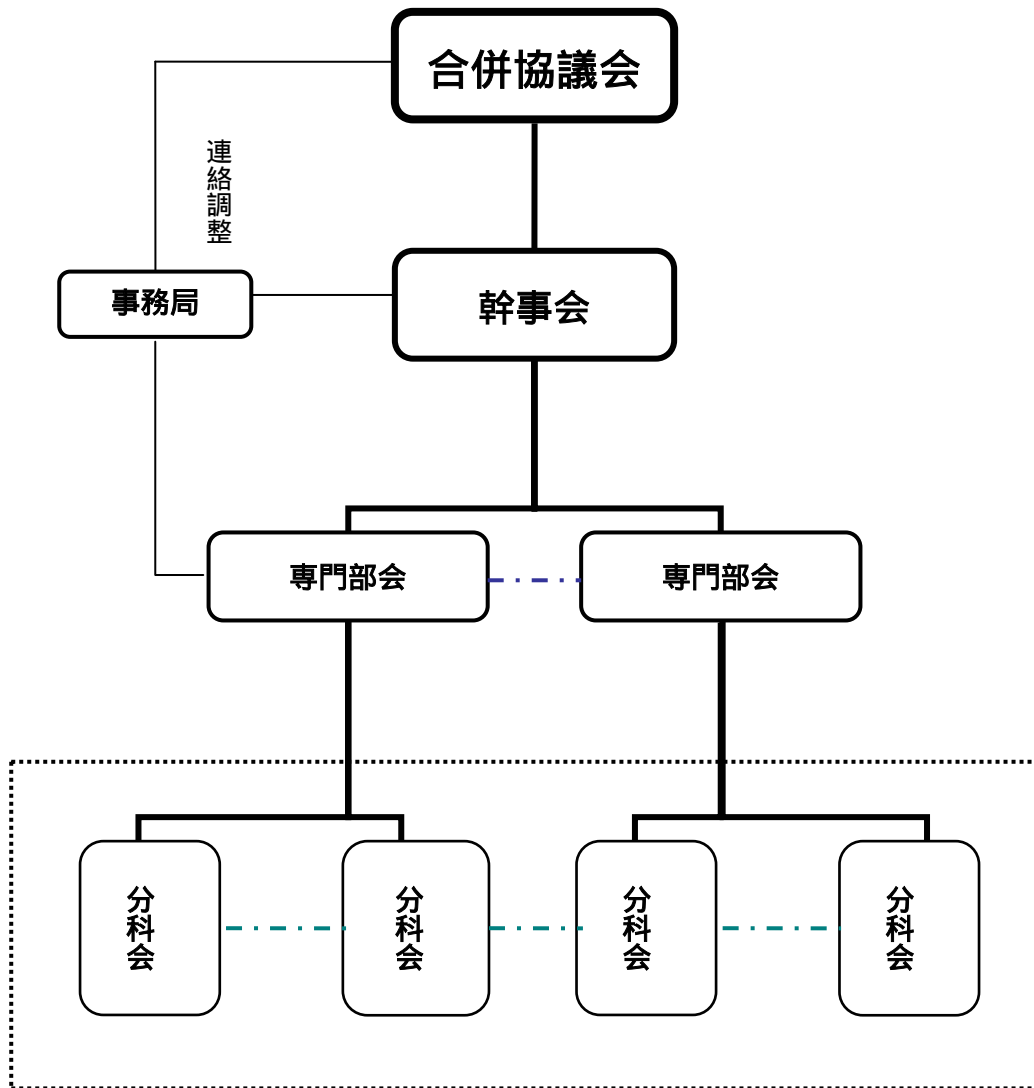 合併協議会
連絡調整
事務局
幹事会
専門部会
専門部会
分科会
分科会
分科会
分科会